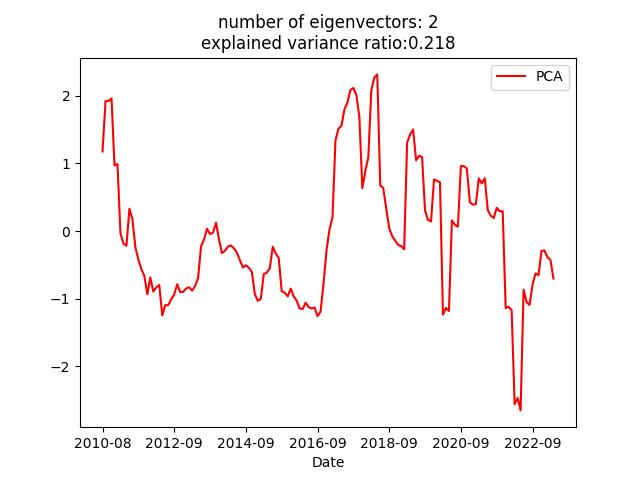 number of eigenvectors: 2
explained variance ratio:0.218
PCA
2
1
0
−1
−2
2010-08 2012-09 2014-09 2016-09 2018-09 2020-09 2022-09
Date